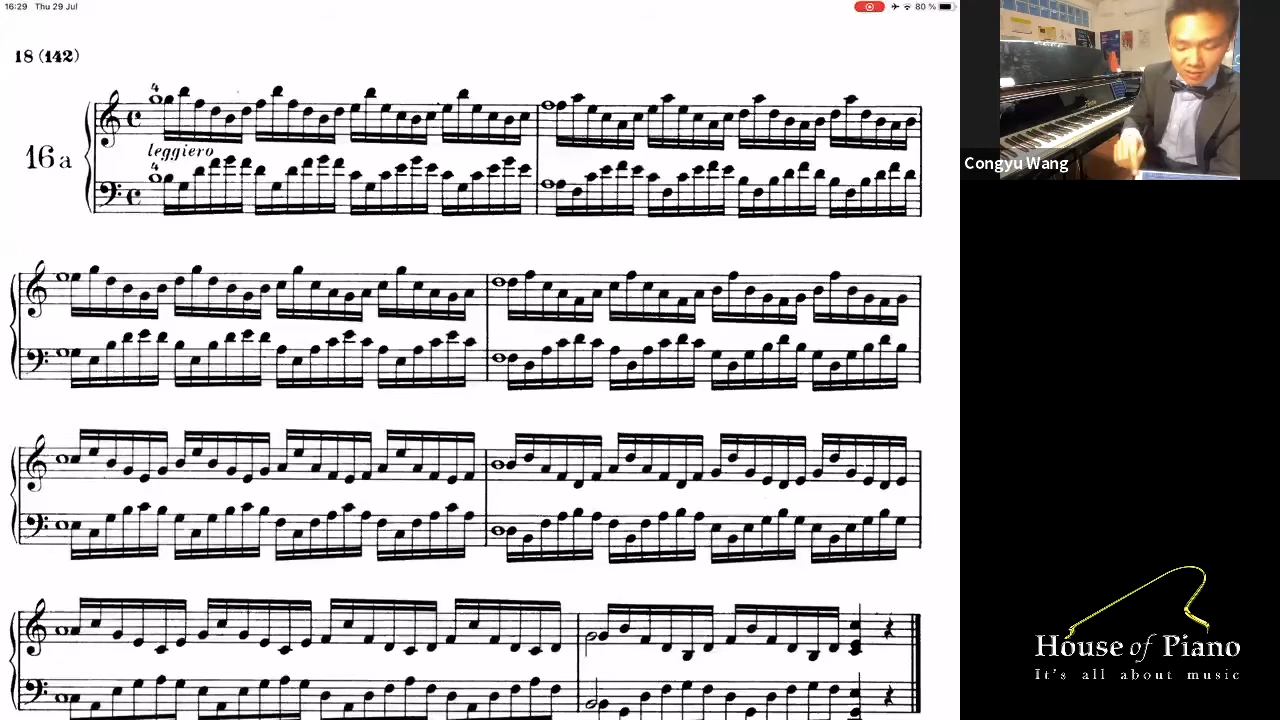 16:29 Thu 29 Jul
80 %
18 (142)
16a
4
leggiero
4
Congyu Wang
House of Piano
It's all about music